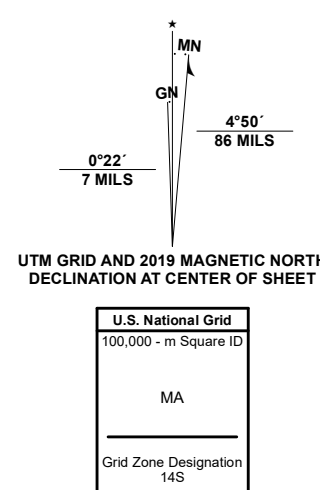 ★
MN
GN
4°50´
86 MILS
0°22´
7 MILS
UTM GRID AND 2019 MAGNETIC NORTH
DECLINATION AT CENTER OF SHEET
U.S. National Grid
100,000 - m Square ID
MA
Grid Zone Designation
14S